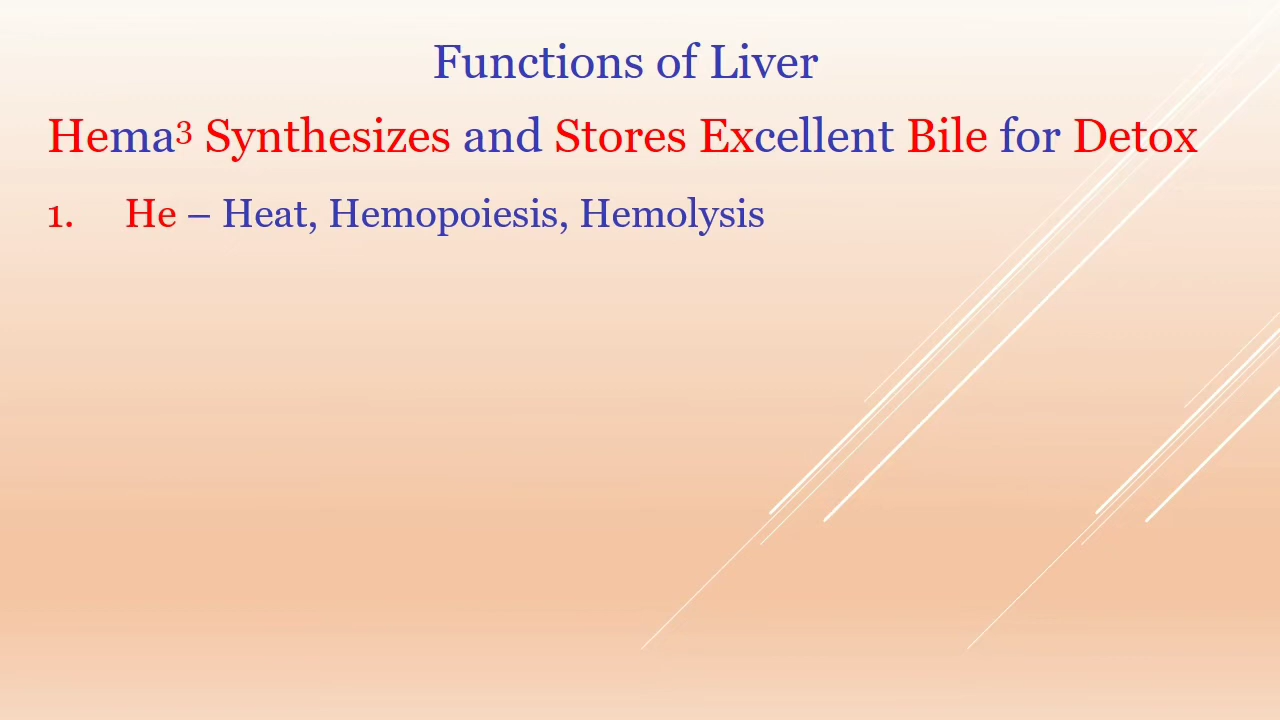 Functions of Liver
Hema³ Synthesizes and Stores Excellent Bile for Detox
1. He – Heat, Hemopoiesis, Hemolysis